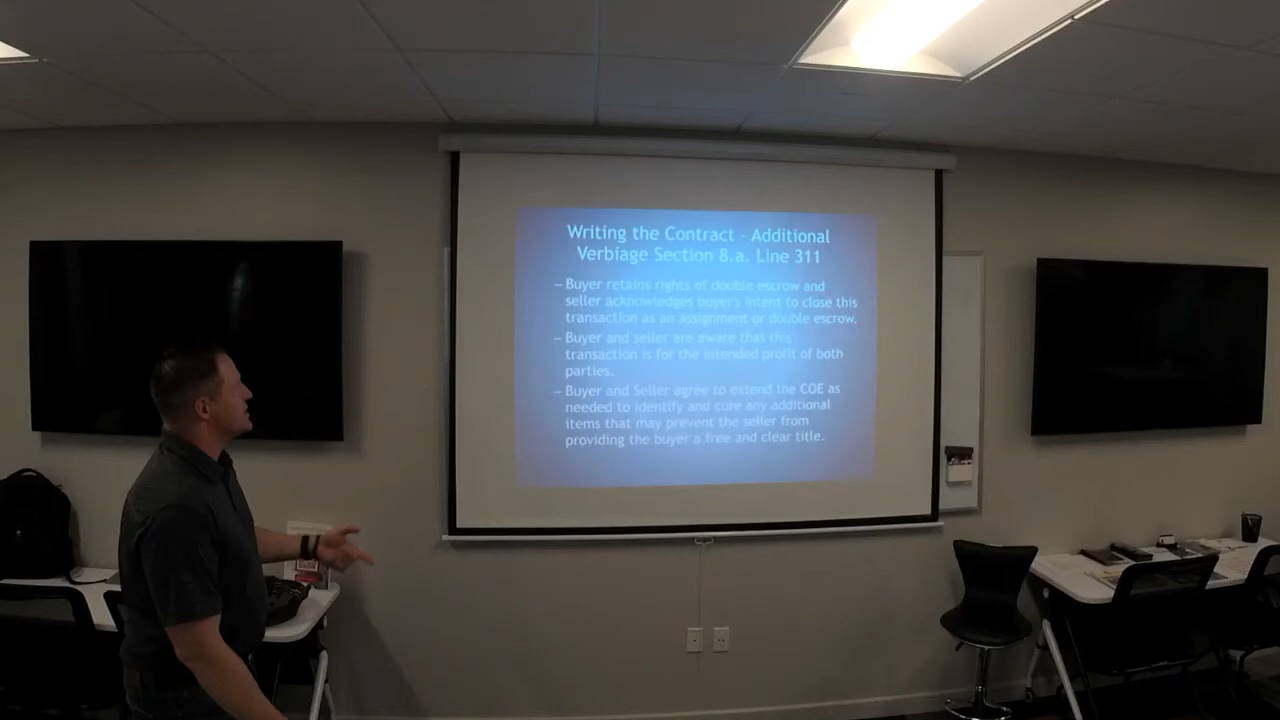 Writing the Contract – Additional
Verbiage Section 8.a. Line 311
– Buyer retains rights of double escrow and
seller acknowledges buyer's intent to close this
transaction as an assignment or double escrow.
– Buyer and seller are aware that this
transaction is for the intended profit of both
parties.
– Buyer and Seller agree to extend the COE as
needed to identify and cure any additional
items that may prevent the seller from
providing the buyer a free and clear title.